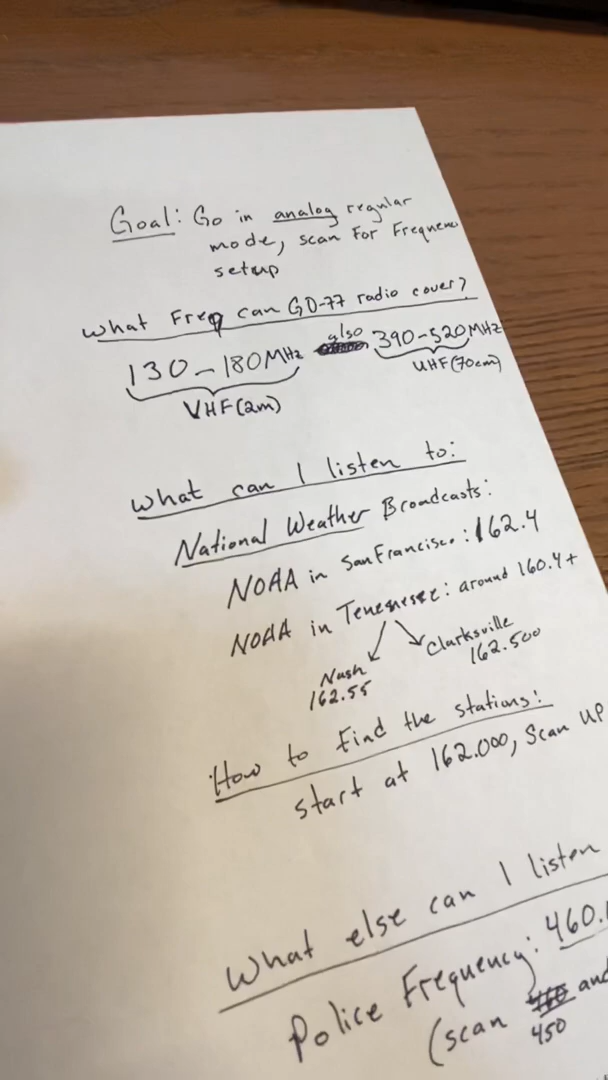 Goal: Go in analog regular
mode, scan For Frequenc
setup
what Freq can GD-77 radio cover?
130-180MHz also 390-520MHz
VHF(2m) UHF(70cm)
what can I listen to:
National Weather Broadcasts:
NOAA in San Francisco: 162.4
NOAA in Tenenesse: around 160.4+
Nash Clarksville
162.55 162.500
How to find the stations:
start at 162.000, Scan UP
What else can I listen
Police Frequency: 460.
(scan and
450